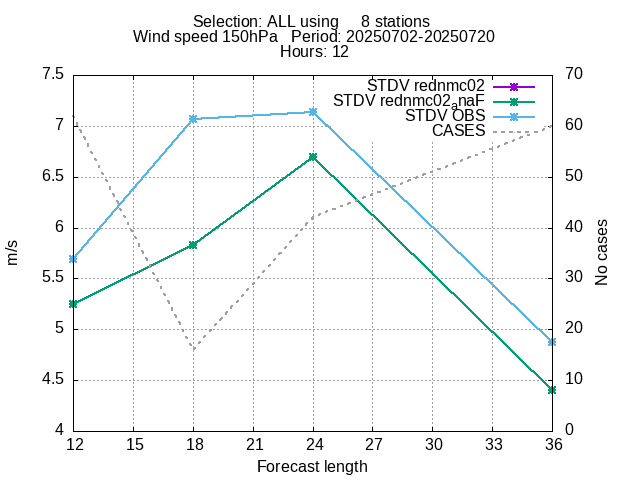 Selection: ALL using     8 stations
Wind speed 150hPa   Period: 20250702-20250720
Hours: 12
7.5
7
6.5
6
5.5
5
4.5
4
70
60
50
40
30
20
10
0
STDV rednmc02
STDV rednmc02anaF
STDV OBS
CASES
m/s
No cases
12 15 18 21 24 27 30 33 36
Forecast length